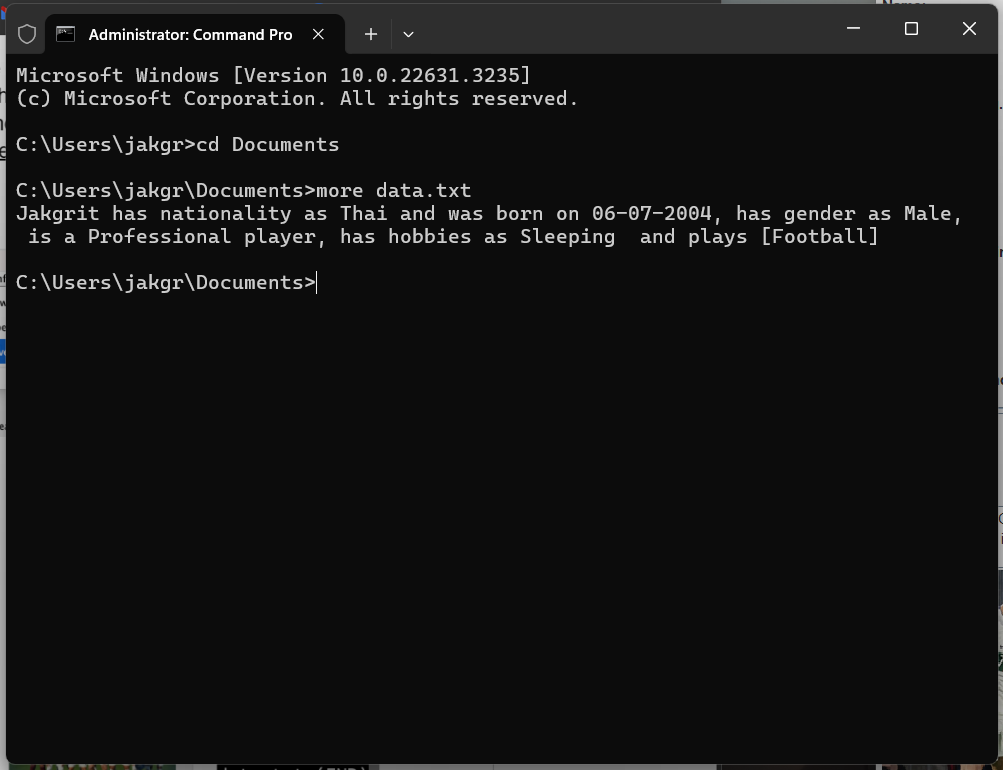 Administrator: Command Pro
Microsoft Windows [Version 10.0.22631.3235]
(c) Microsoft Corporation. All rights reserved.
C:\Users\jakgr>cd Documents
C:\Users\jakgr\Documents>more data.txt
Jakgrit has nationality as Thai and was born on 06-07-2004, has gender as Male,
is a Professional player, has hobbies as Sleeping  and plays [Football]
C:\Users\jakgr\Documents>